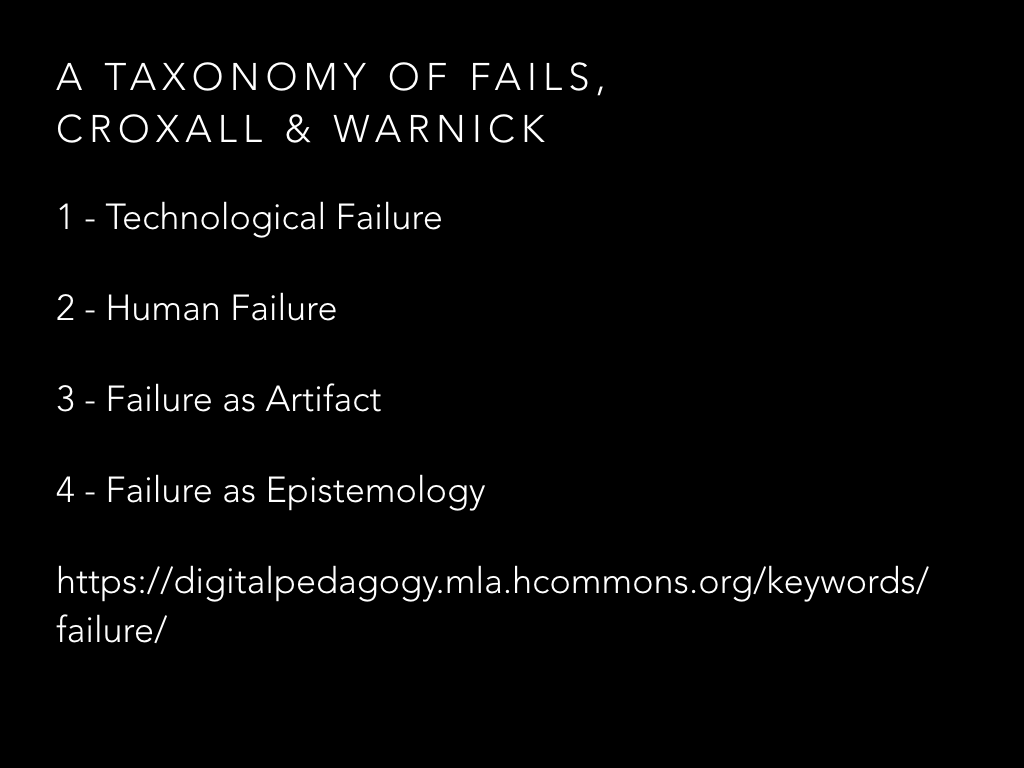 A TAXONOMY OF FAILS,
CROXALL & WARNICK
1 - Technological Failure
2 - Human Failure
3 - Failure as Artifact
4 - Failure as Epistemology
https://digitalpedagogy.mla.hcommons.org/keywords/
failure/